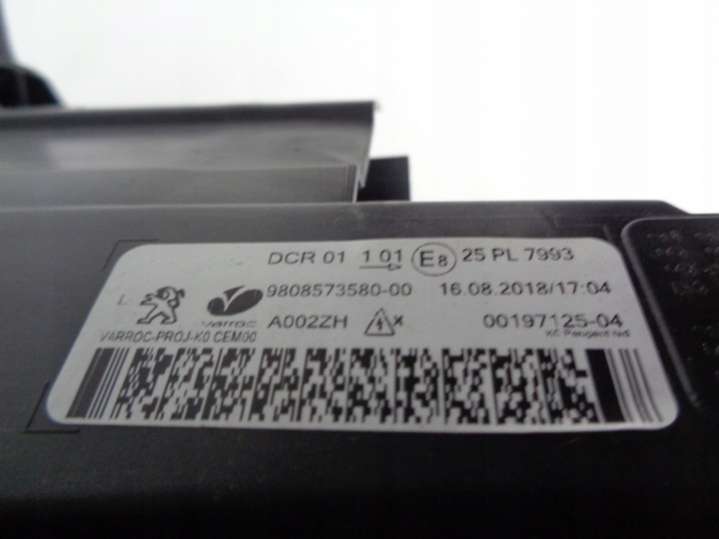 DCR 01 1 01 E8 25 PL 7993
L 9808573580-00 16.08.2018/17:04
varroc A002ZH X 00197125-04
VARROC-PROJ-K0 CEM00